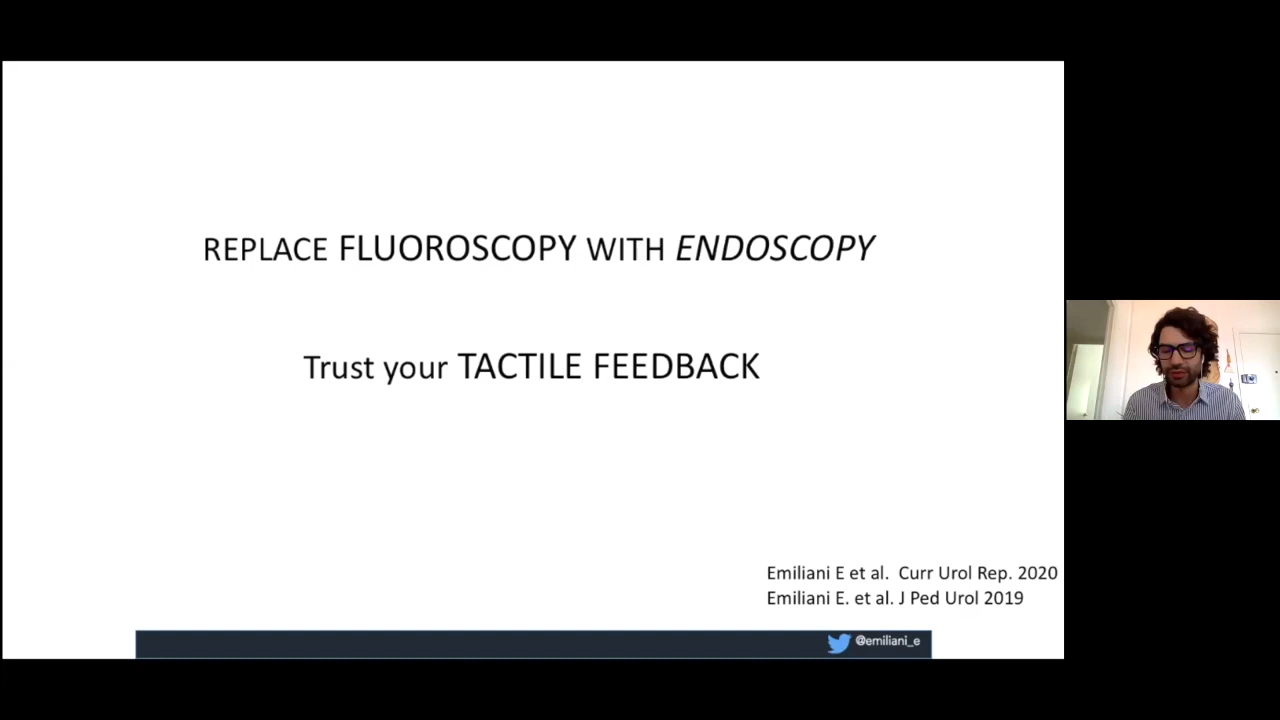 REPLACE FLUOROSCOPY WITH ENDOSCOPY
Trust your TACTILE FEEDBACK
Emiliani E et al. Curr Urol Rep. 2020
Emiliani E. et al. J Ped Urol 2019
@emiliani_e